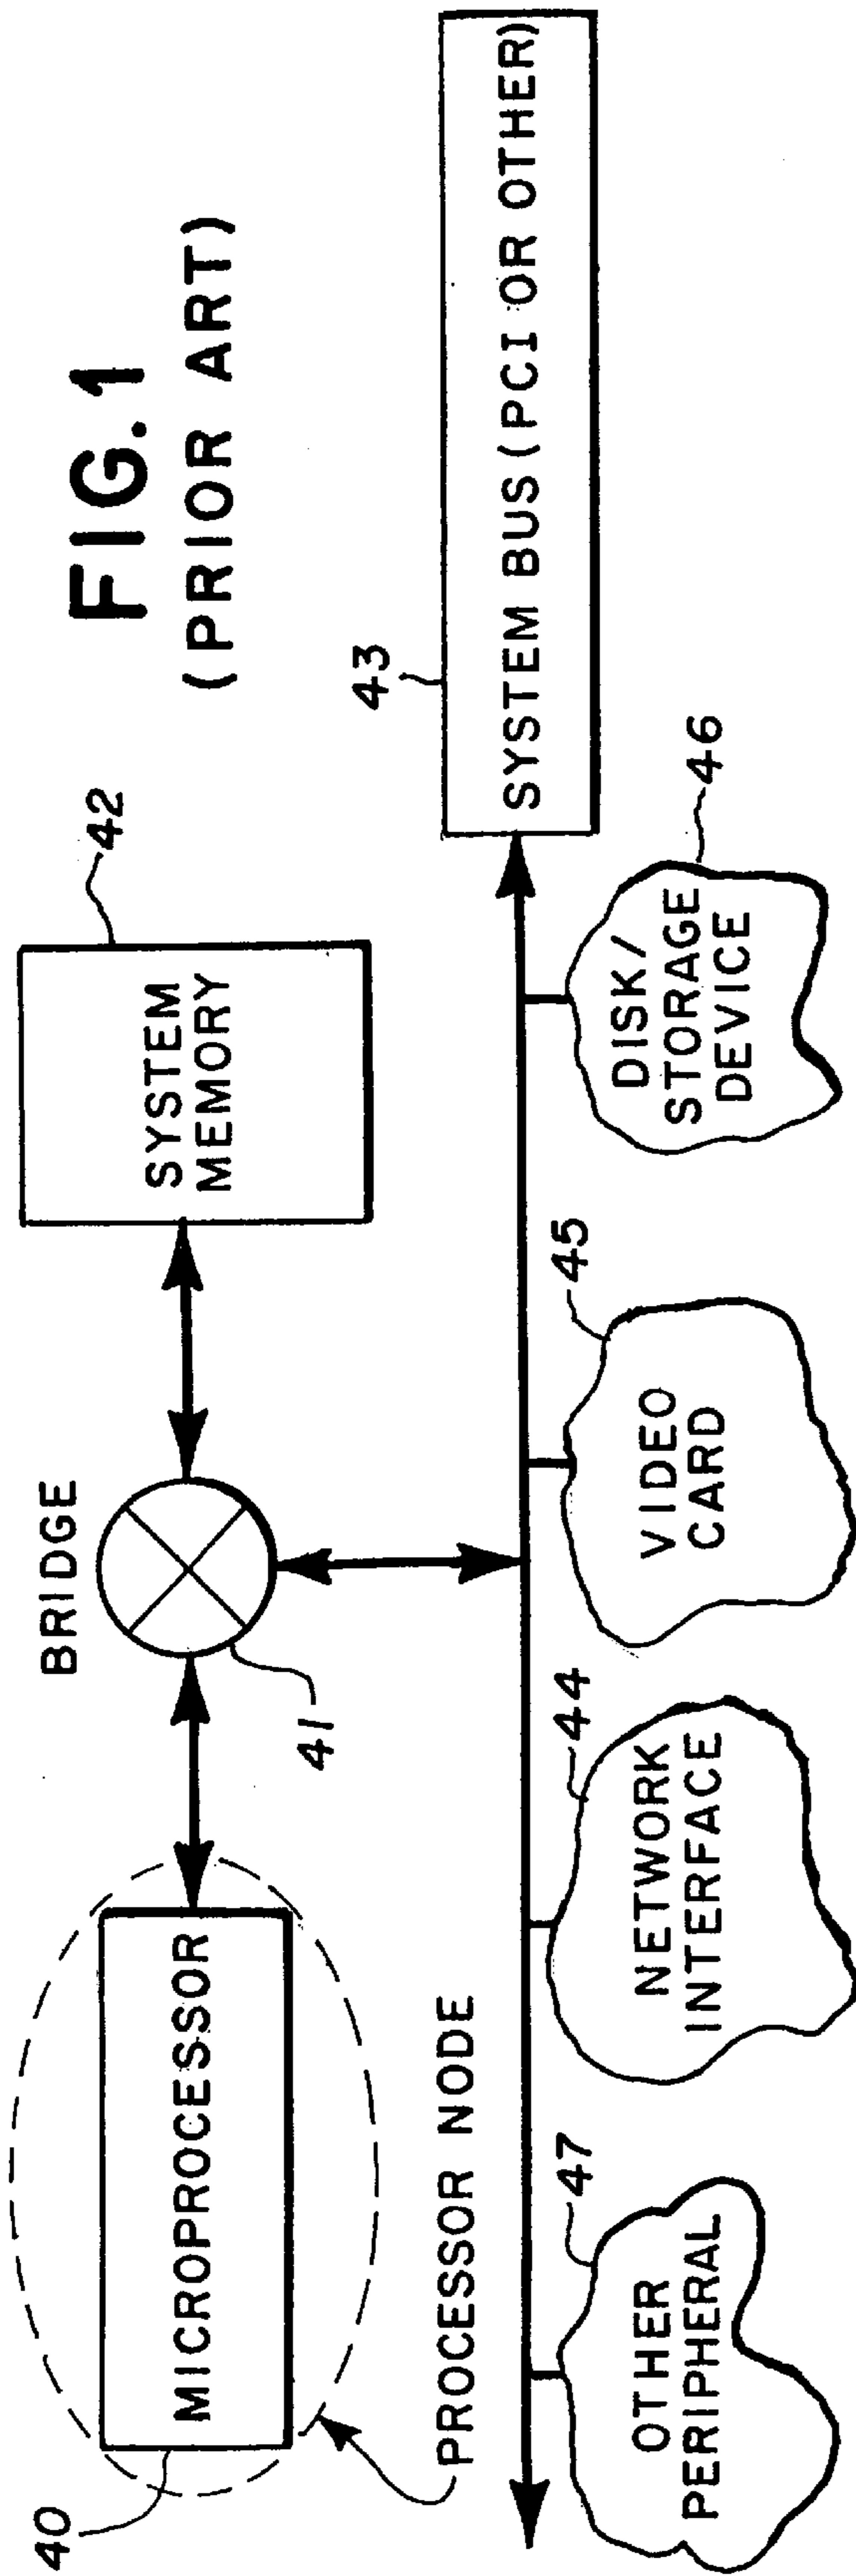 FIG. 1
(PRIOR ART)
40
MICROPROCESSOR
PROCESSOR NODE
BRIDGE
41
42
SYSTEM
MEMORY
43
SYSTEM BUS (PCI OR OTHER)
47
OTHER
PERIPHERAL
44
NETWORK
INTERFACE
45
VIDEO
CARD
46
DISK/
STORAGE
DEVICE